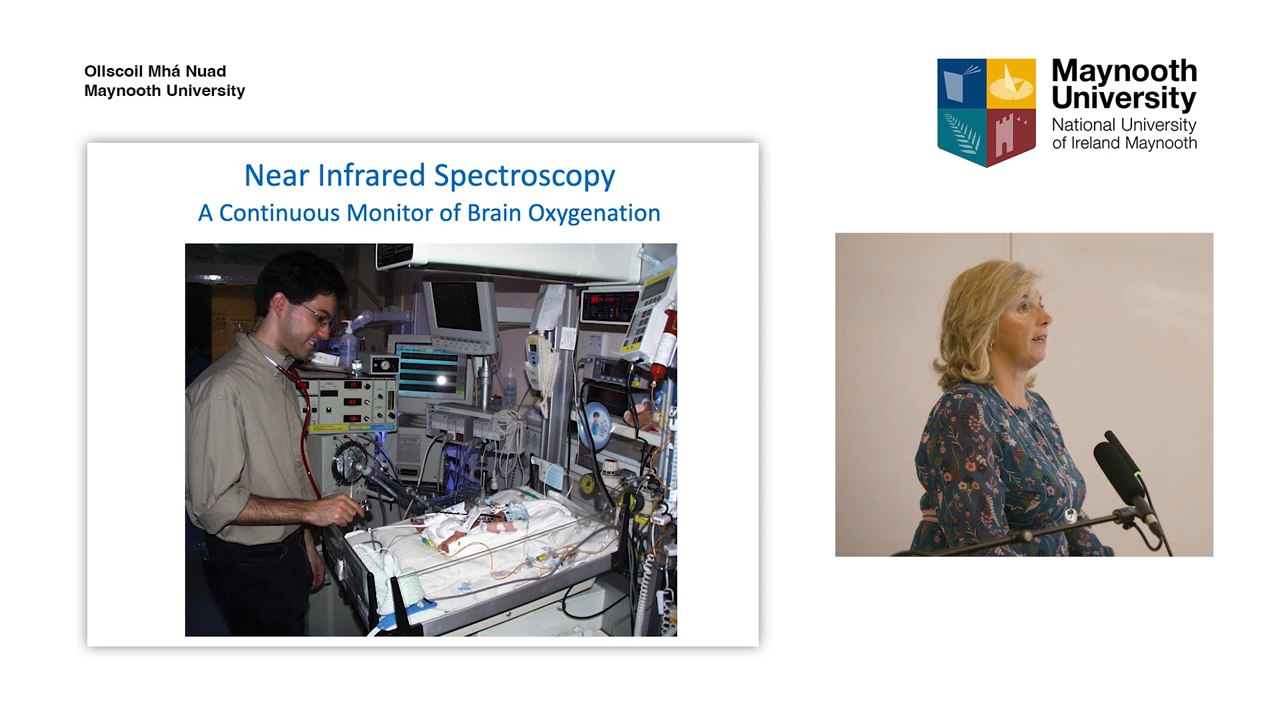 Ollscoil Mhá Nuad
Maynooth University
Maynooth
University
National University
of Ireland Maynooth
Near Infrared Spectroscopy
A Continuous Monitor of Brain Oxygenation